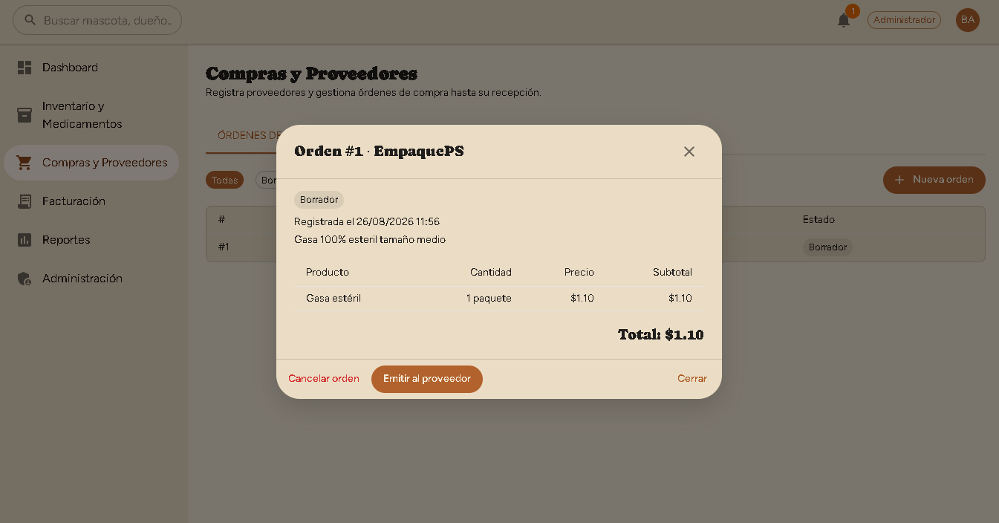 Buscar mascota, dueño..
1
Administrador
BA
Dashboard
Inventario y
Medicamentos
Compras y Proveedores
Facturación
Reportes
Administración
Compras y Proveedores
Registra proveedores y gestiona órdenes de compra hasta su recepción.
ÓRDENES DE
Todas
Bor
Nueva orden
#
Estado
#1
Borrador
Orden #1 · EmpaquePS
Borrador
Registrada el 26/08/2026 11:56
Gasa 100% esteril tamaño medio
Producto Cantidad Precio Subtotal
Gasa estéril 1 paquete $1.10 $1.10
Total: $1.10
Cancelar orden
Emitir al proveedor
Cerrar